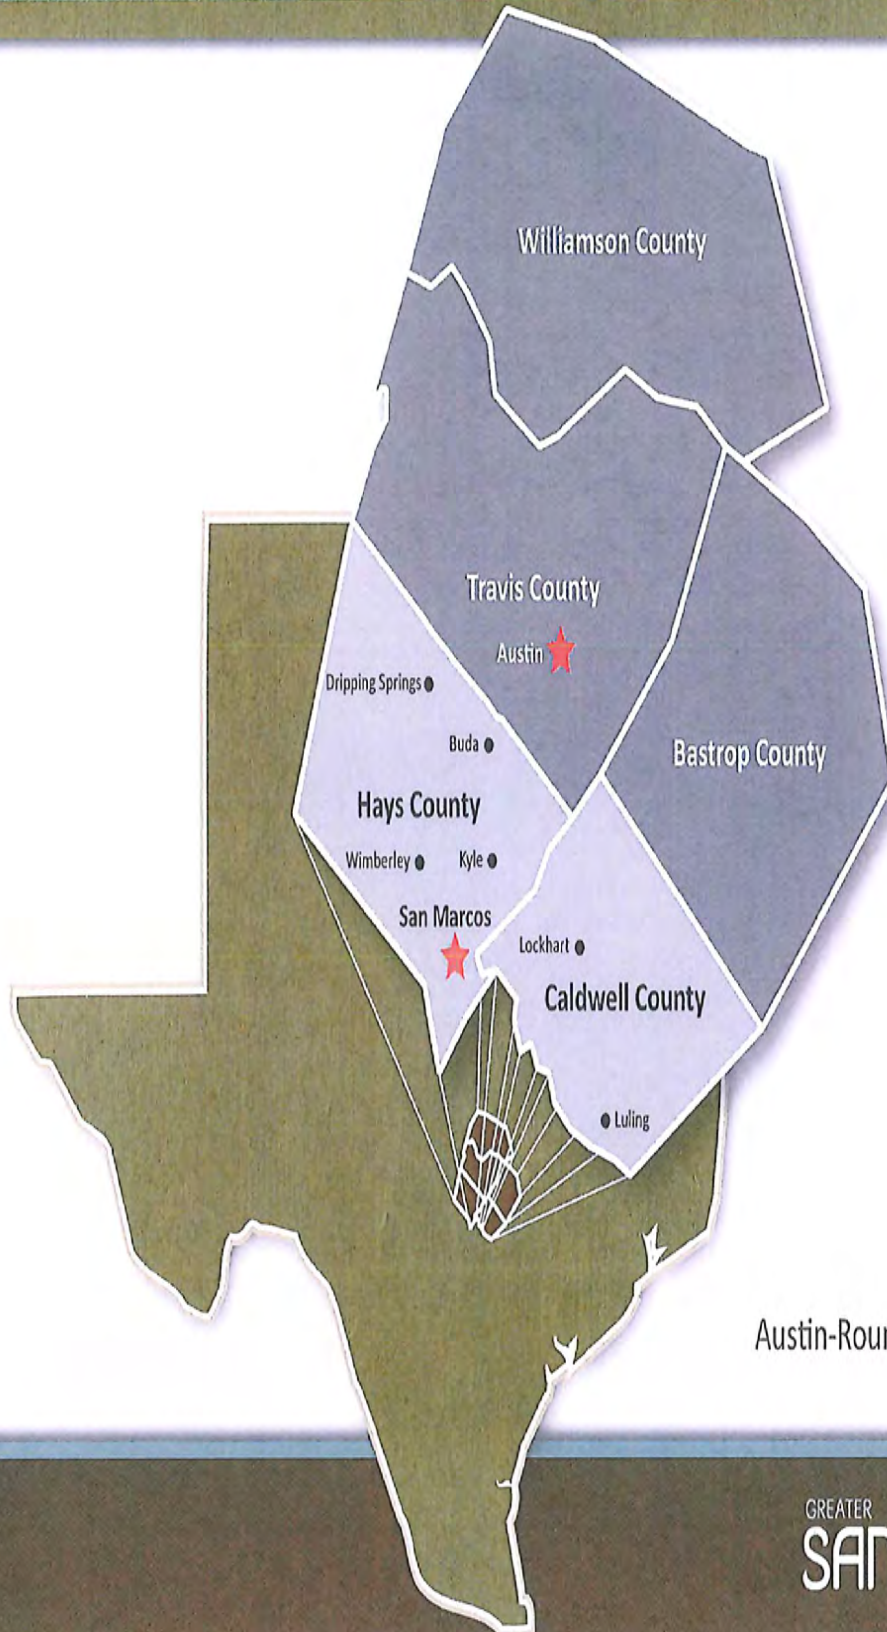 Williamson County
Travis County
Austin
Dripping Springs
Buda
Bastrop County
Hays County
Wimberley
Kyle
San Marcos
Lockhart
Caldwell County
Luling
GREATER